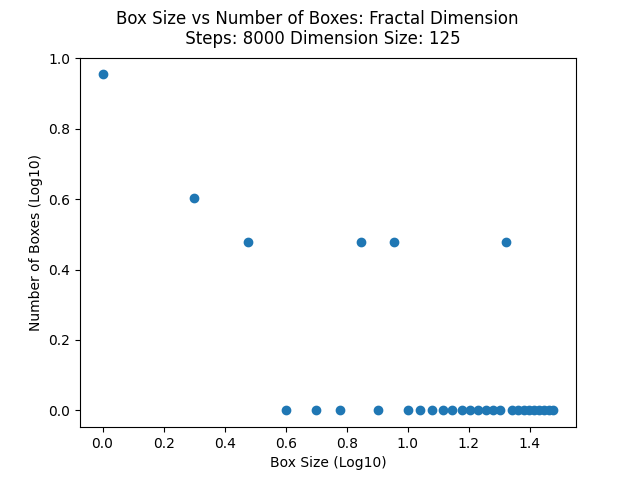 Box Size vs Number of Boxes: Fractal Dimension
Steps: 8000 Dimension Size: 125
1.0
0.8
0.6
0.4
0.2
0.0
Number of Boxes (Log10)
0.0 0.2 0.4 0.6 0.8 1.0 1.2 1.4
Box Size (Log10)